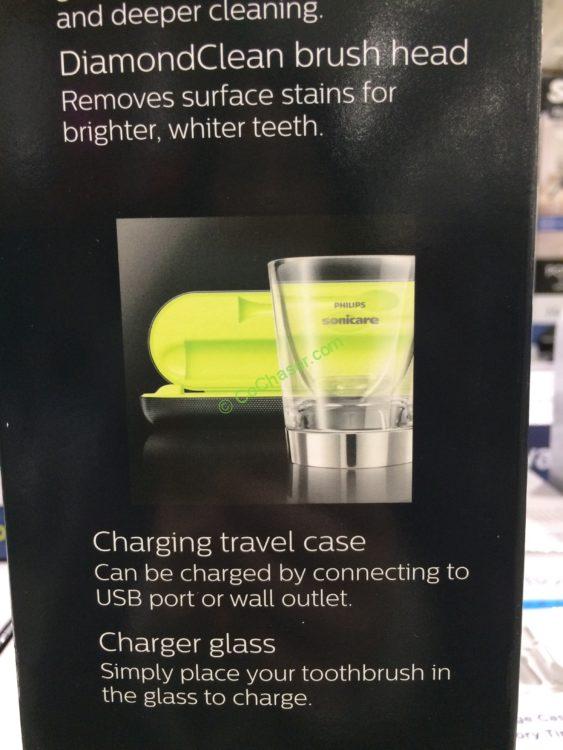 and deeper cleaning.
DiamondClean brush head
Removes surface stains for
brighter, whiter teeth.
PHILIPS
sonicare
© CoChaser.com
Charging travel case
Can be charged by connecting to
USB port or wall outlet.
Charger glass
Simply place your toothbrush in
the glass to charge.